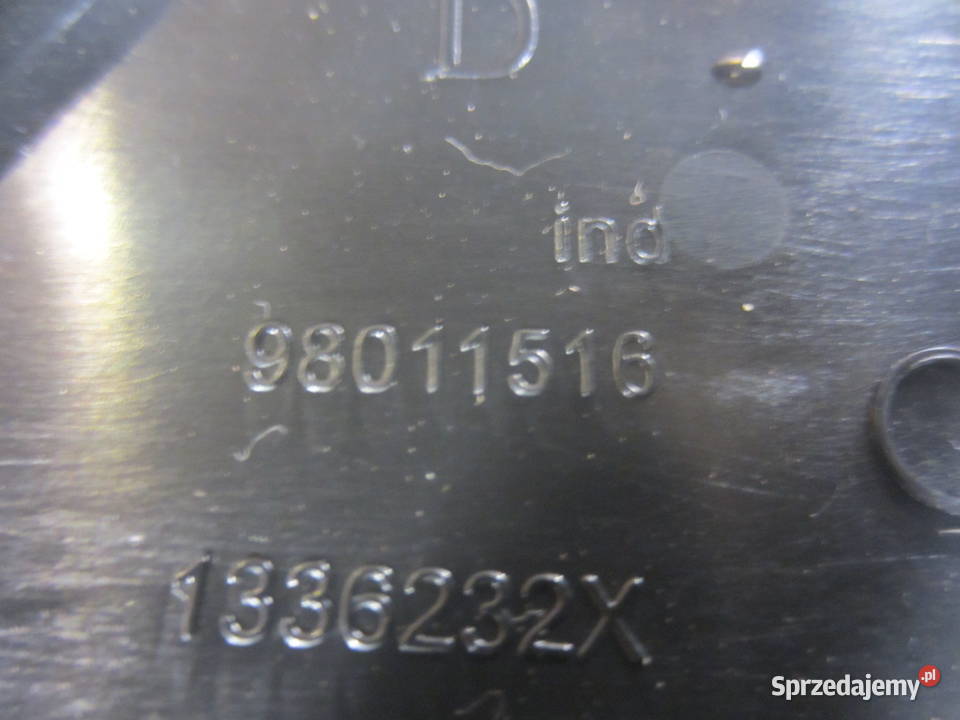 D
ind
98011516
1336232X
Sprzedajemy.pl